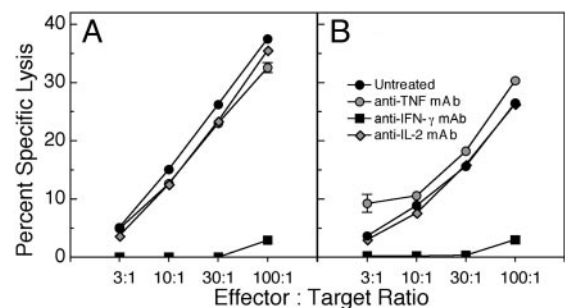 A
B
Percent Specific Lysis
40
30
20
10
0
Untreated
anti-TNF mAb
anti-IFN-γ mAb
anti-IL-2 mAb
3:1 10:1 30:1 100:1 3:1 10:1 30:1 100:1
Effector : Target Ratio